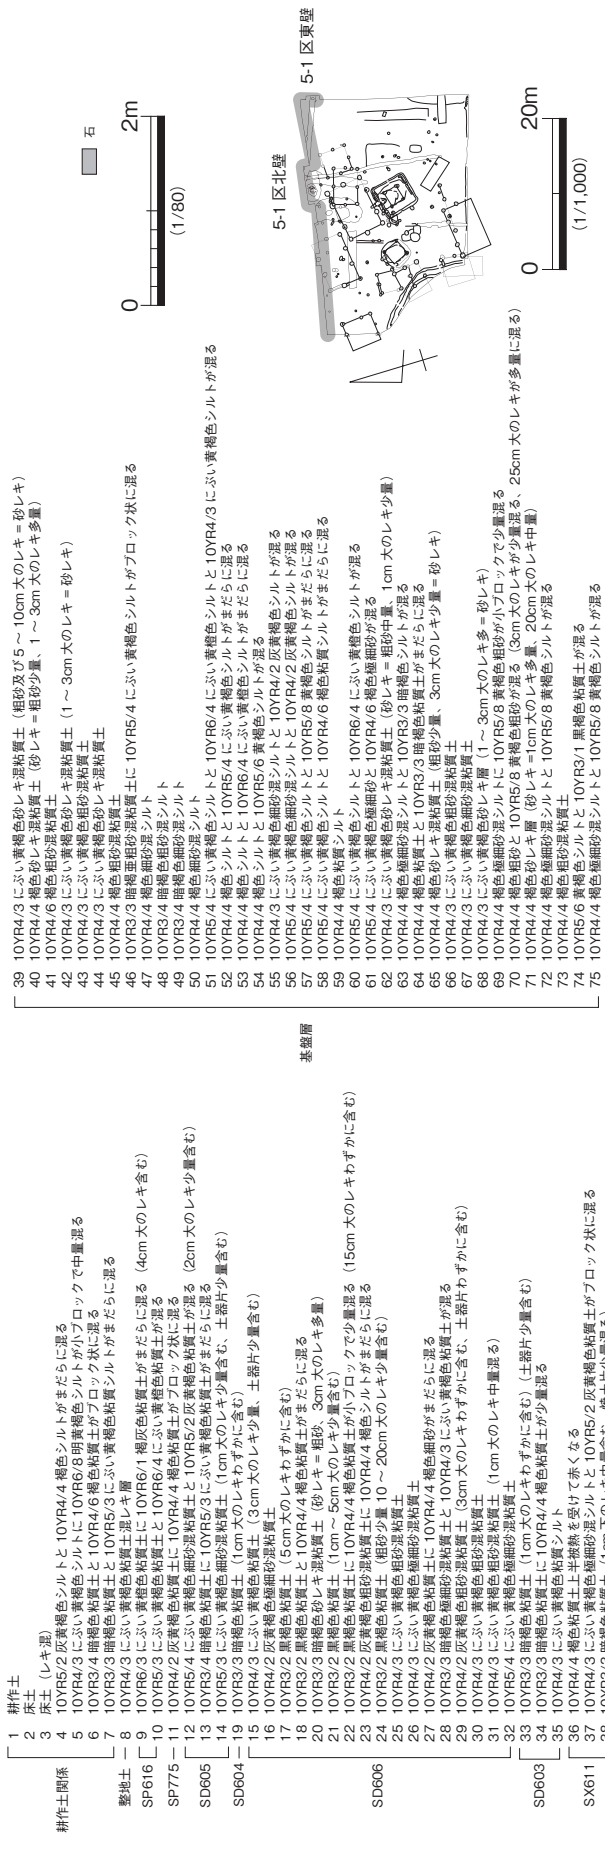 耕作土関係
1 耕作土
2 床土
3 床土（レキ混）
4 10YR5/2 灰黄褐色シルトと 10YR4/4 褐色シルトがまだらに混る
5 10YR4/3 にぶい黄褐色シルトに 10YR6/8 明黄褐色シルトが小ブロックで中量混る
6 10YR3/4 暗褐色粘質土と 10YR4/6 褐色粘質土がブロック状に混る
7 10YR3/3 暗褐色粘質土と 10YR5/3 にぶい黄褐色粘質シルトがまだらに混る
整地土 8 10YR4/3 にぶい黄褐色粘質土混レキ層
SP616
9 10YR6/3 にぶい黄橙色粘質土に 10YR6/1 褐灰色粘質土がまだらに混る（4cm 大のレキ含む）
10 10YR5/3 にぶい黄褐色粘質土と 10YR6/4 にぶい黄橙色粘質土が混る
SP775 11 10YR4/2 灰黄褐色粘質土に 10YR4/4 褐色粘質土がブロック状に混る
SD605
12 10YR5/4 にぶい黄褐色細砂混粘質土と 10YR5/2 灰黄褐色粘質土が混る（2cm 大のレキ少量含む）
13 10YR3/4 暗褐色粘質土に 10YR5/3 にぶい黄褐色粘質土がまだらに混る
14 10YR5/3 にぶい黄褐色粘質土（1cm 大のレキ少量含む、土器片少量含む）
SD604 19 10YR3/3 暗褐色粘質土（1cm 大のレキわずかに含む）
SD606
15 10YR4/3 にぶい黄褐色粘質土（3cm 大のレキ少量、土器片少量含む）
16 10YR4/2 灰黄褐色極細砂混粘質土
17 10YR3/2 黒褐色粘質土（5cm 大のレキわずかに含む）
18 10YR3/2 黒褐色粘質土と 10YR4/4 褐色粘質土がまだらに混る
20 10YR3/3 暗褐色砂レキ混粘質土（砂レキ＝粗砂、3cm 大のレキ多量）
21 10YR3/2 黒褐色粘質土（1cm～5cm 大のレキ少量含む）
22 10YR3/2 黒褐色粘質土に 10YR4/4 褐色粘質土が小ブロックで少量混る（15cm 大のレキわずかに含む）
23 10YR4/2 灰黄褐色粗砂混粘質土に 10YR4/4 褐色シルトがまだらに混る
24 10YR3/2 黒褐色粘質土（粗砂少量 10～20cm 大のレキ少量含む）
25 10YR4/3 にぶい黄褐色粗砂混粘質土
26 10YR4/3 にぶい黄褐色細砂混粘質土
27 10YR4/2 灰黄褐色粘質土に 10YR4/4 褐色細砂がまだらに混る
28 10YR3/3 暗褐色極細砂混粘質土と 10YR4/3 にぶい黄褐色粘質土が混る
29 10YR4/2 灰黄褐色粗砂混粘質土（3cm 大のレキわずかに含む、土器片わずかに含む）
30 10YR4/3 にぶい黄褐色粗砂混粘質土
31 10YR4/3 にぶい黄褐色粘質土（1cm 大のレキ中量混る）
32 10YR5/4 にぶい黄褐色極細砂混粘質土
SD603
33 10YR3/3 暗褐色粘質土（1cm 大のレキわずかに含む）（土器片少量含む）
34 10YR3/3 暗褐色粘質土に 10YR4/4 褐色粘質土が少量混る
35 10YR4/3 にぶい黄褐色粘質シルト
SX611
36 10YR4/4 褐色粘質土上半被熱を受けて赤くなる
37 10YR4/3 にぶい黄褐色極細砂混シルトと 10YR5/2 灰黄褐色粘質土がブロック状に混る
基盤層
39 10YR4/3 にぶい黄褐色砂レキ混粘質土（粗砂及び 5～10cm 大のレキ＝砂レキ）
40 10YR4/4 褐色砂レキ混粘質土（砂レキ＝粗砂少量、1～3cm 大のレキ多量）
41 10YR4/6 褐色粗砂混粘質土
42 10YR4/3 にぶい黄褐色砂レキ混粘質土（1～3cm 大のレキ＝砂レキ）
43 10YR4/3 にぶい黄褐色粗砂混粘質土
44 10YR4/3 にぶい黄褐色砂レキ混粘質土
45 10YR4/4 褐色粗砂混粘質土
46 10YR3/3 暗褐亜粗砂混粘質土に 10YR5/4 にぶい黄褐色シルトがブロック状に混る
47 10YR4/4 褐色細砂混シルト
48 10YR3/4 暗褐色粗砂混シルト
49 10YR3/4 暗褐色細砂混シルト
50 10YR4/4 褐色細砂混シルト
51 10YR5/4 にぶい黄褐色シルトと 10YR6/4 にぶい黄橙色シルトと 10YR4/3 にぶい黄褐色シルトが混る
52 10YR4/4 褐色シルトと 10YR5/4 にぶい黄褐色シルトがまだらに混る
53 10YR4/4 褐色シルトと 10YR6/4 にぶい黄橙色シルトがまだらに混る
54 10YR4/4 褐色シルトと 10YR5/6 黄褐色シルトが混る
55 10YR4/3 にぶい黄褐色細砂混シルトと 10YR4/2 灰黄褐色シルトが混る
56 10YR5/4 にぶい黄褐色細砂混シルトと 10YR4/2 灰黄褐色シルトが混る
57 10YR5/4 にぶい黄褐色シルトと 10YR5/8 黄褐色シルトがまだらに混る
58 10YR5/4 にぶい黄褐色シルトと 10YR4/6 褐色粘質シルトがまだらに混る
59 10YR4/4 褐色粘質シルト
60 10YR5/4 にぶい黄褐色シルトと 10YR6/4 にぶい黄橙色シルトが混る
61 10YR5/4 にぶい黄褐色極細砂と 10YR4/6 褐色極細砂が混る
62 10YR4/3 にぶい黄褐色砂レキ混粘質土（砂レキ＝粗砂中量、1cm 大のレキ少量）
63 10YR4/4 褐色極細砂混シルトと 10YR3/3 暗褐色シルトが混る
64 10YR4/4 褐色粘質土と 10YR3/3 暗褐色粘質土がまだらに混る
65 10YR4/4 褐色砂レキ混粘質土（粗砂少量、3cm 大のレキ少量＝砂レキ）
66 10YR4/3 にぶい黄褐色粗砂混粘質土
67 10YR4/3 にぶい黄褐色細砂混粘質土
68 10YR4/3 にぶい黄褐色砂レキ層（1～3cm 大のレキ多＝砂レキ）
69 10YR4/4 褐色極細砂混シルトに 10YR5/8 黄褐色粗砂が小ブロックで少量混る
70 10YR4/4 褐色粗砂と 10YR5/8 黄褐色粗砂が混る（3cm 大のレキが少量混る、25cm 大のレキが多量に混る）
71 10YR4/4 褐色砂レキ層（砂レキ＝1cm 大のレキ多量、20cm 大のレキ中量）
72 10YR4/4 褐色極細砂混シルトと 10YR5/8 黄褐色シルトが混る
73 10YR4/4 褐色粗砂混粘質土
74 10YR5/6 黄褐色シルトと 10YR3/1 黒褐色粘質土が混る
75 10YR4/4 褐色極細砂混シルトと 10YR5/8 黄褐色シルトが混る
石
0 2m
(1/80)
5-1 区北壁
5-1 区東壁
0 20m
(1/1,000)